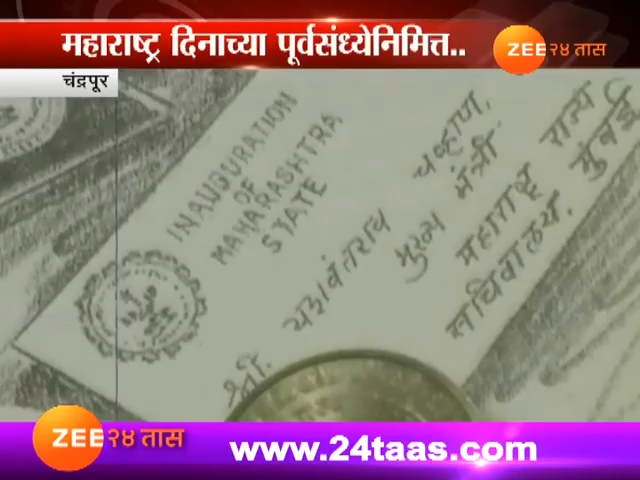 महाराष्ट्र दिनाच्या पूर्वसंध्येनिमित्त..
ZEE २४ तास
चंद्रपूर
INAUGURATION
OF
MAHARASHTRA
STATE
श्री. यशवंतराव चव्हाण,
मुख्य मंत्री
महाराष्ट्र राज्य
सचिवालय, मुंबई
ZEE २४ तास
www.24taas.com